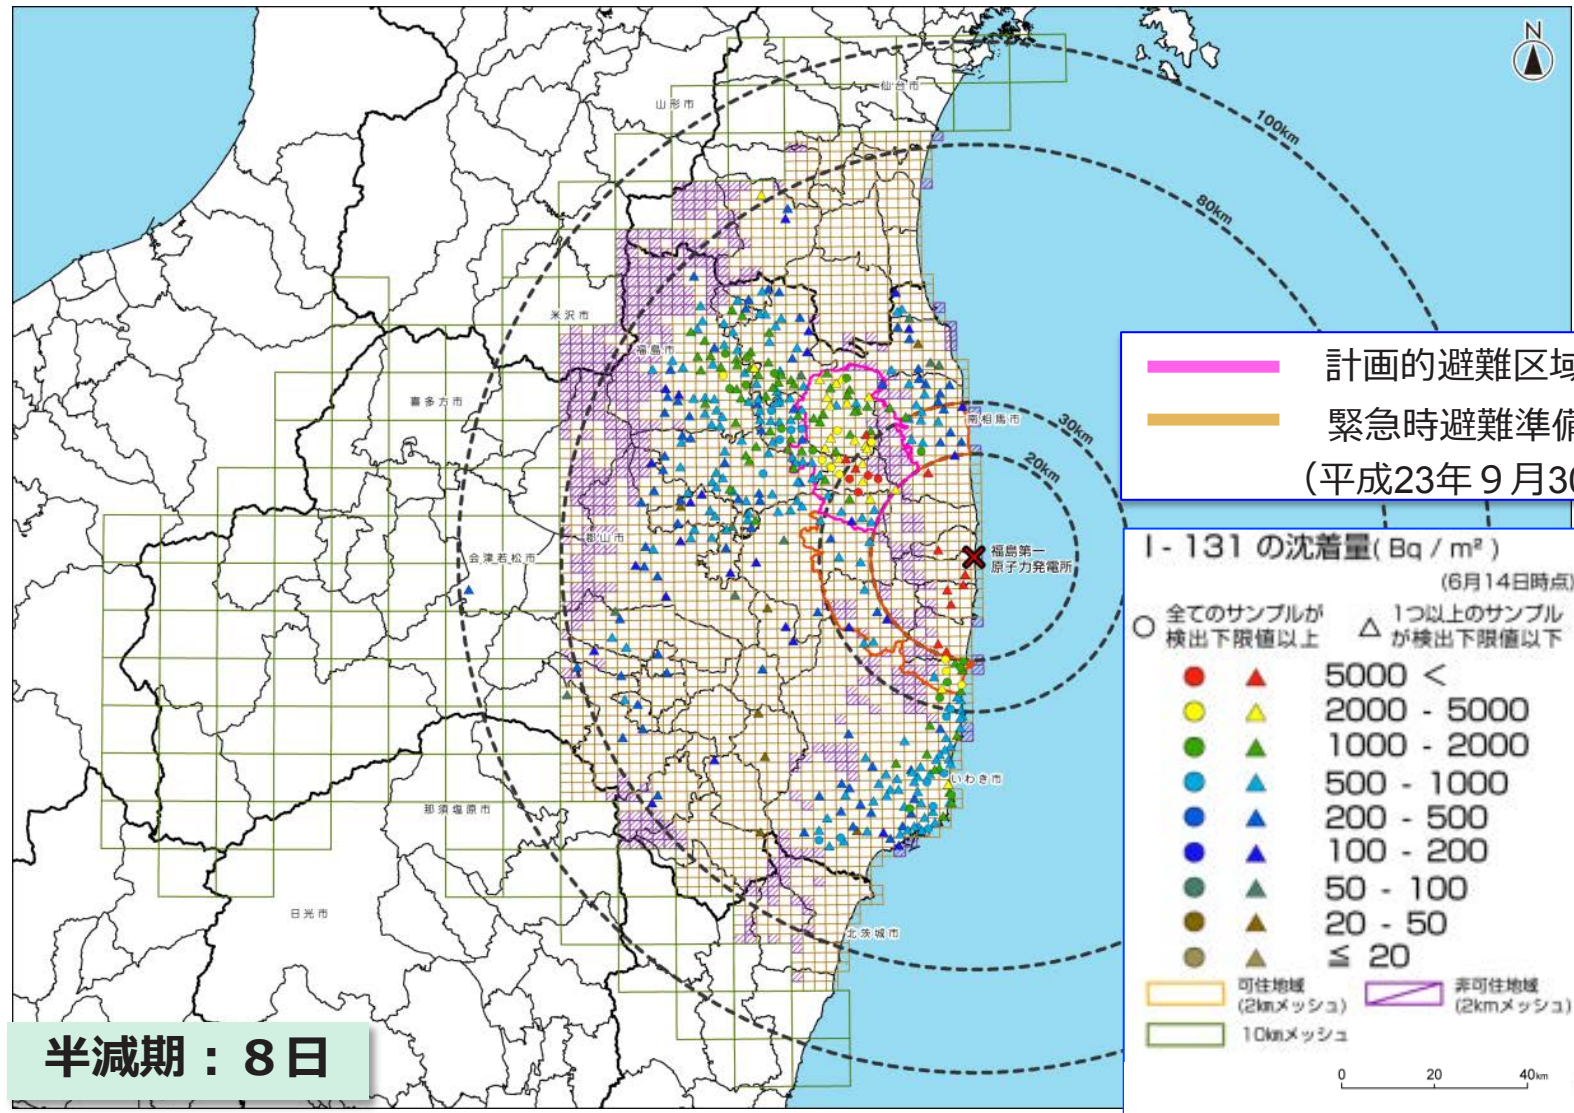 N
仙台市
山形市
100km
80km
米沢市
福島市
計画的避難区域
喜多方市
緊急時避難準備
南相馬市
30km
20km
(平成23年9月30
郡山市
会津若松市
福島第一
原子力発電所
I - 131 の沈着量( Bq / m² )
(6月14日時点)
○ 全てのサンプルが
検出下限値以上
△ 1つ以上のサンプル
が検出下限値以下
5000 <
2000 - 5000
1000 - 2000
500 - 1000
200 - 500
100 - 200
50 - 100
20 - 50
≦ 20
いわき市
那須塩原市
日光市
北茨城市
可住地域
(2kmメッシュ)
非可住地域
(2kmメッシュ)
10kmメッシュ
半減期：8日
0 20 40km